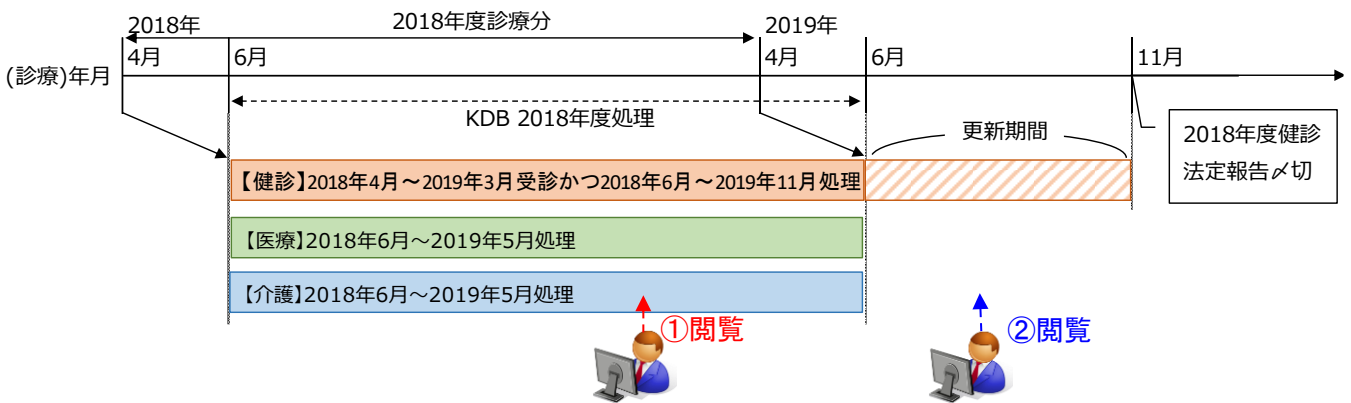 2018年
2018年度診療分
2019年
4月
6月
4月
6月
11月
(診療)年月
KDB 2018年度処理
更新期間
2018年度健診
法定報告〆切
【健診】2018年4月～2019年3月受診かつ2018年6月～2019年11月処理
【医療】2018年6月～2019年5月処理
【介護】2018年6月～2019年5月処理
①閲覧
②閲覧